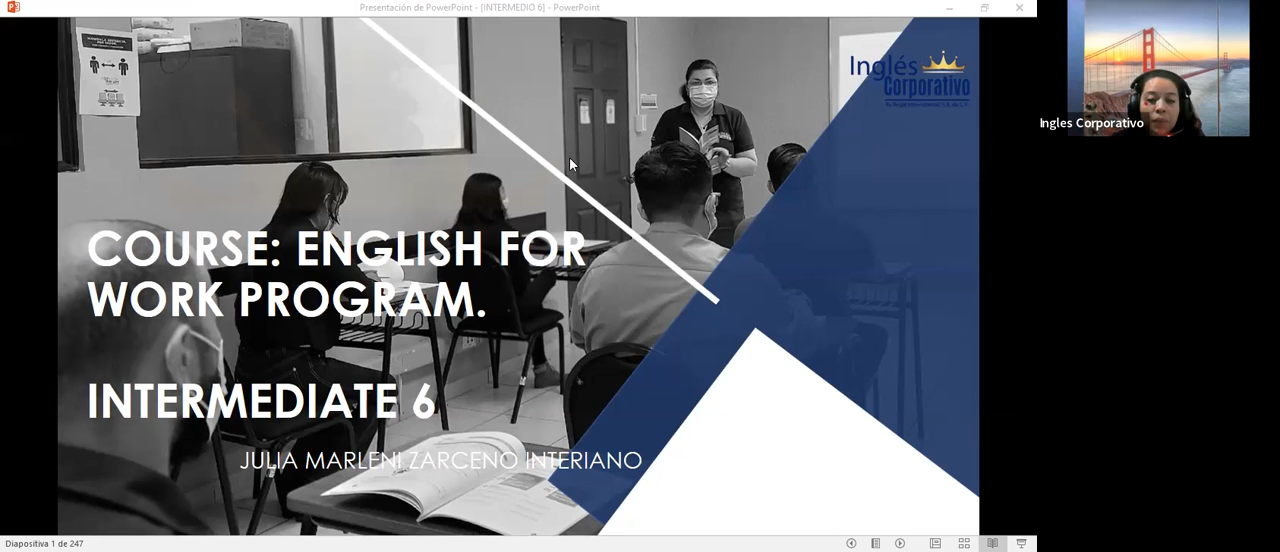 Presentación de PowerPoint - [INTERMEDIO 6] - PowerPoint
Inglés
Corporativo
Ingles Corporativo
COURSE: ENGLISH FOR
WORK PROGRAM.
INTERMEDIATE 6
JULIA MARLENI ZARCENO INTERIANO
Diapositiva 1 de 247